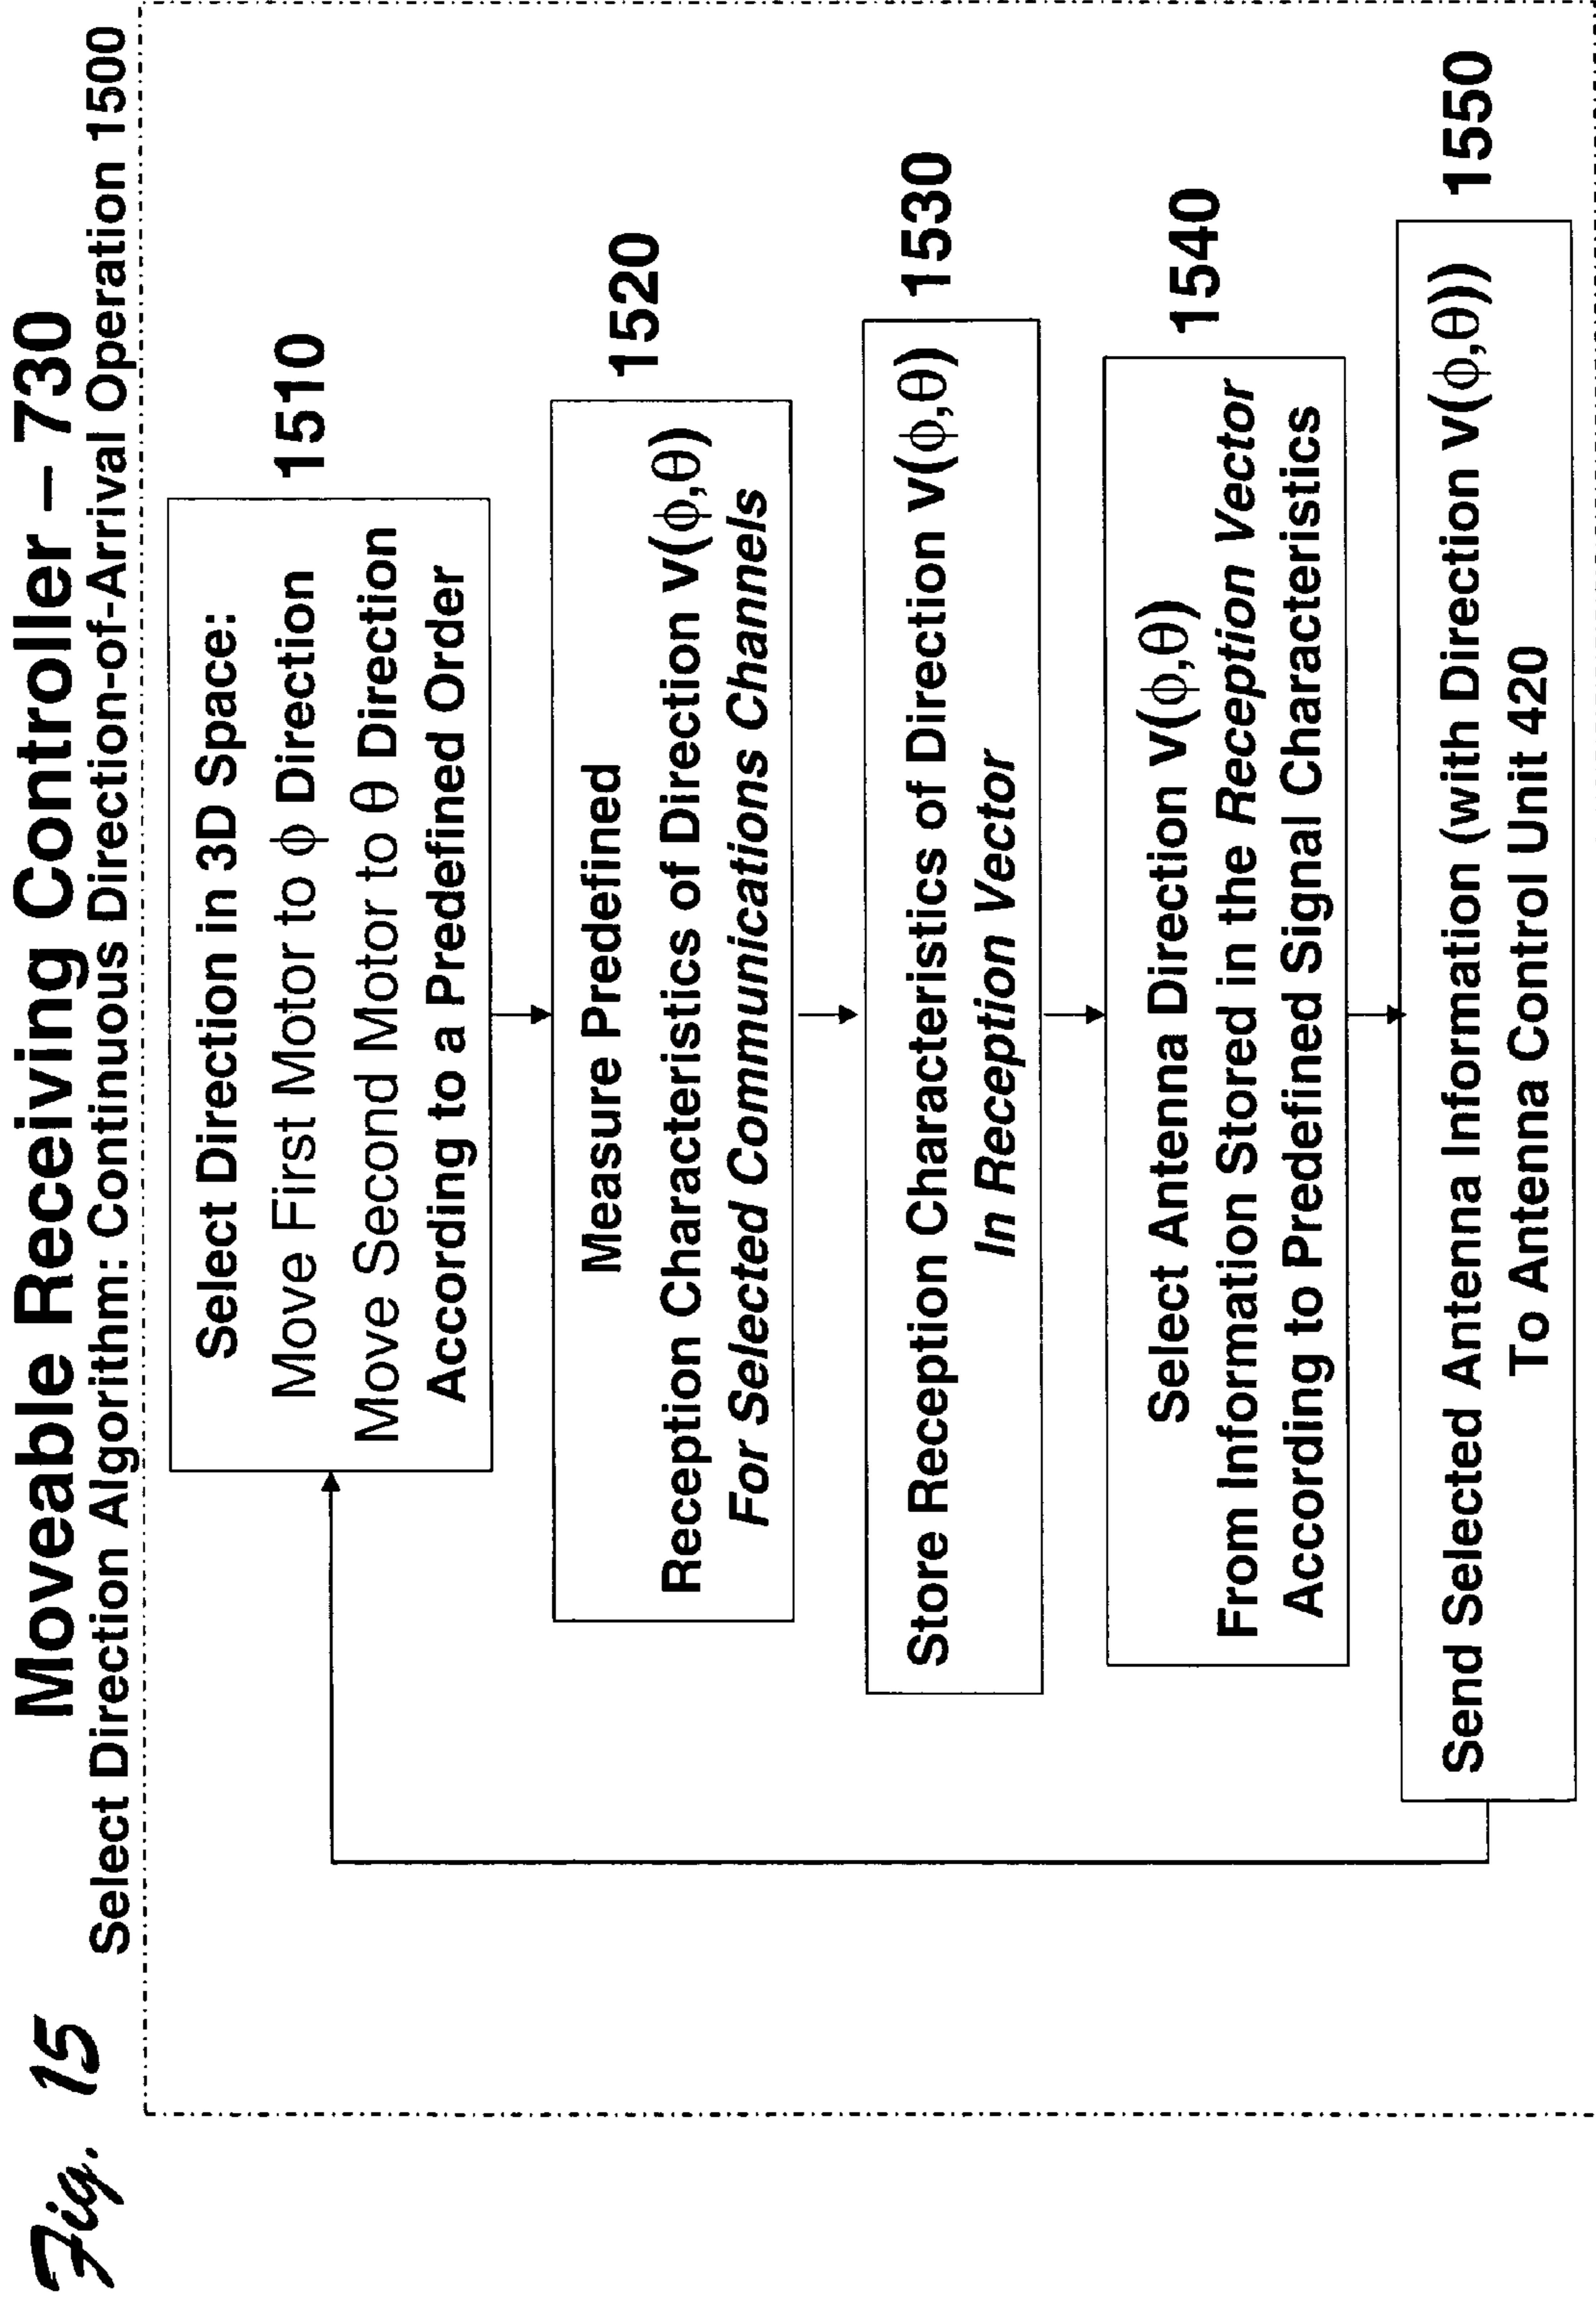 Fig. 15
Moveable Receiving Controller – 730
Select Direction Algorithm: Continuous Direction-of-Arrival Operation 1500
Select Direction in 3D Space:
Move First Motor to ϕ Direction
Move Second Motor to θ Direction
According to a Predefined Order
1510
Measure Predefined
Reception Characteristics of Direction v(ϕ,θ)
For Selected Communications Channels
1520
Store Reception Characteristics of Direction v(ϕ,θ)
In Reception Vector
1530
Select Antenna Direction v(ϕ,θ)
From Information Stored in the Reception Vector
According to Predefined Signal Characteristics
1540
Send Selected Antenna Information (with Direction v(ϕ,θ))
To Antenna Control Unit 420
1550